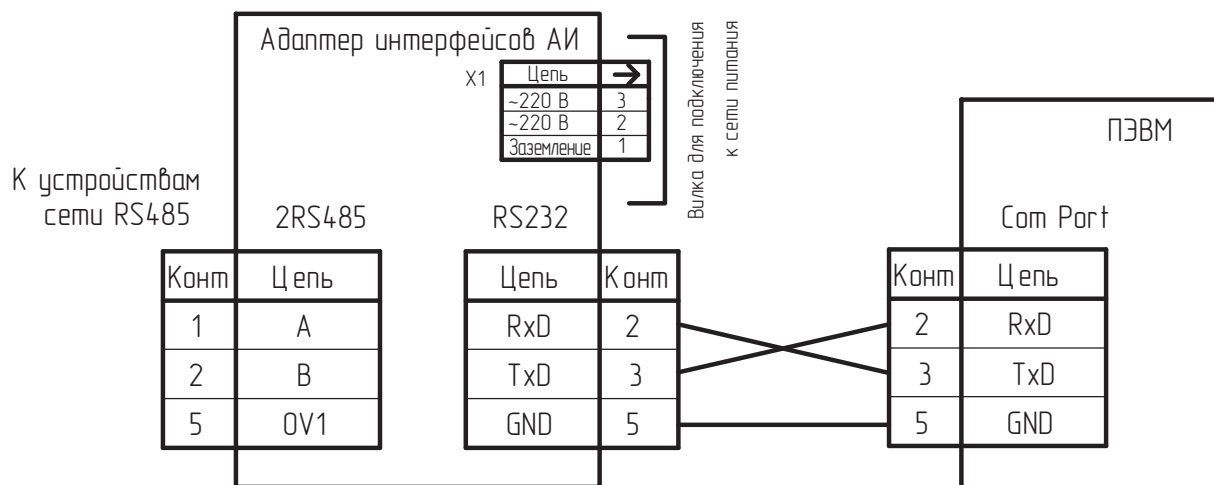 Адаптер интерфейсов АИ
X1
Цепь
~220 В 3
~220 В 2
Заземление 1
Вилка для подключения
к сети питания
ПЭВМ
К устройствам
сети RS485
2RS485
RS232
Com Port
Конт Цепь
1 A
2 B
5 0V1
Цепь Конт
RxD 2
TxD 3
GND 5
Конт Цепь
2 RxD
3 TxD
5 GND